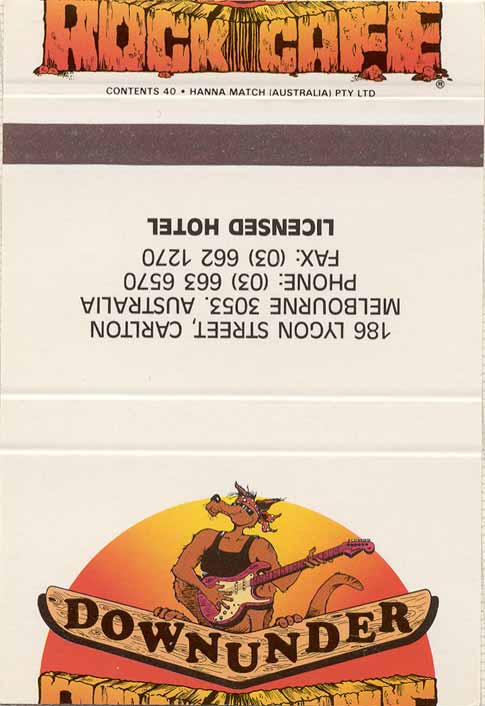 ROCK CAFE
®
CONTENTS 40 • HANNA MATCH (AUSTRALIA) PTY LTD
186 LYGON STREET, CARLTON
MELBOURNE 3053. AUSTRALIA
PHONE: (03) 663 6570
FAX: (03) 662 1270
LICENSED HOTEL
DOWNUNDER